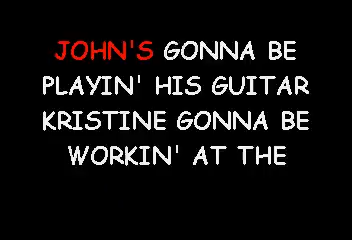 JOHN'S GONNA BE
PLAYIN' HIS GUITAR
KRISTINE GONNA BE
WORKIN' AT THE